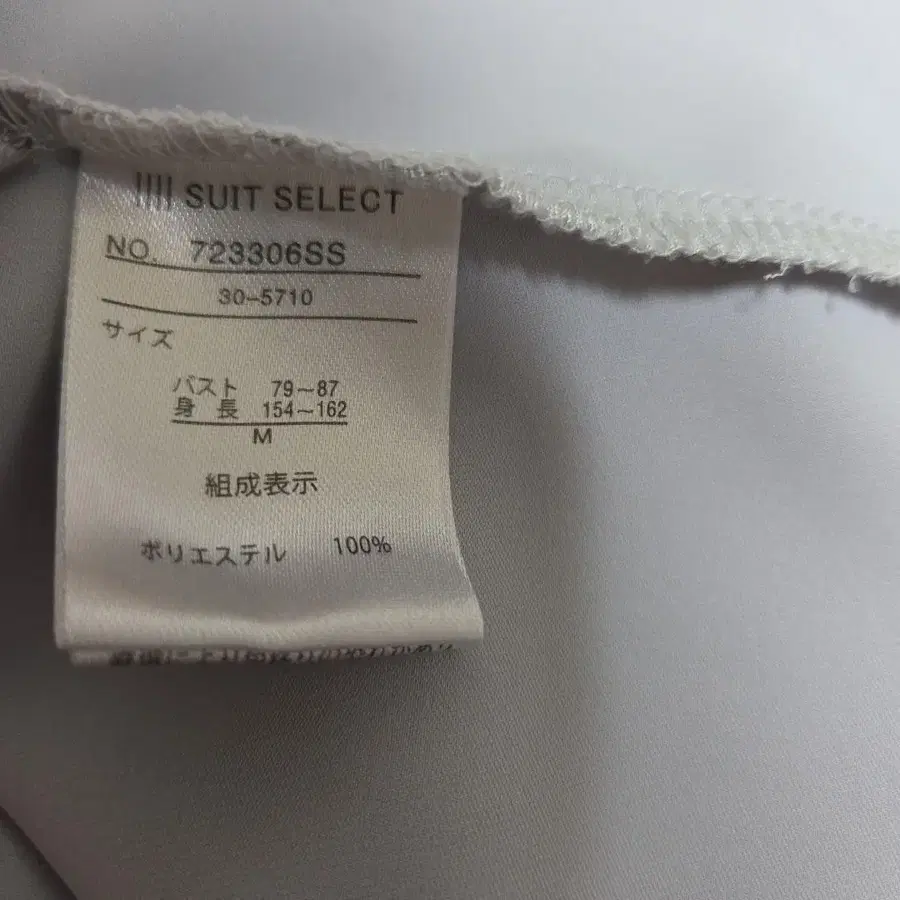 SUIT SELECT
NO. 723306SS
30-5710
サイズ
バスト 79~87
身長 154~162
M
組成表示
ポリエステル 100%